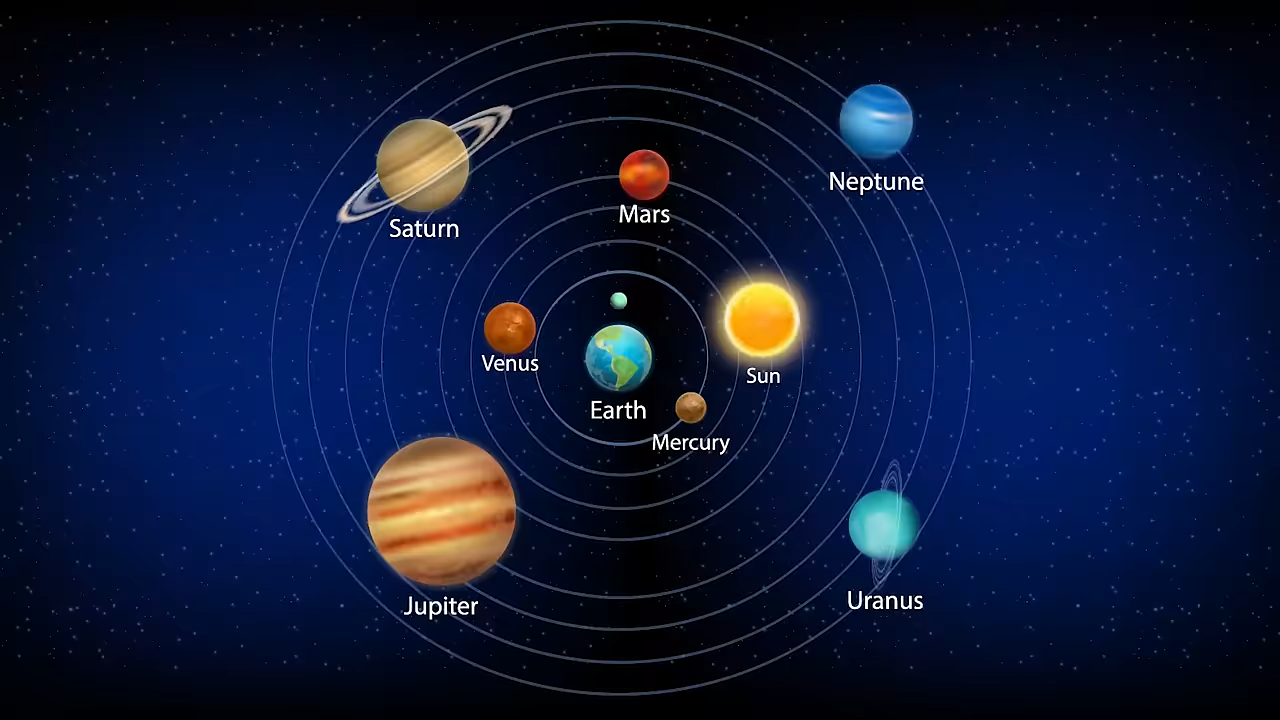 Neptune
Mars
Saturn
Venus
Sun
Earth
Mercury
Jupiter
Uranus